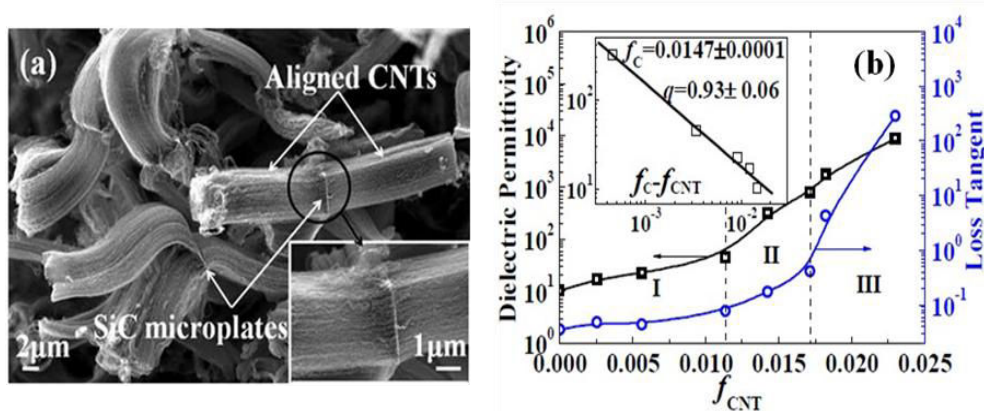 (a)
Aligned CNTs
SiC microplates
2μm
1μm
(b)
Dielectric Permittivity
10^6
10^5
10^4
10^3
10^2
10^1
10^0
f_C=0.0147±0.0001
q=0.93± 0.06
10^2
10^1
f_C-f_CNT
10^-3
10^-2
I
II
III
10^4
10^3
10^2
10^1
10^0
10^-1
Loss Tangent
0.000 0.005 0.010 0.015 0.020 0.025
f_CNT